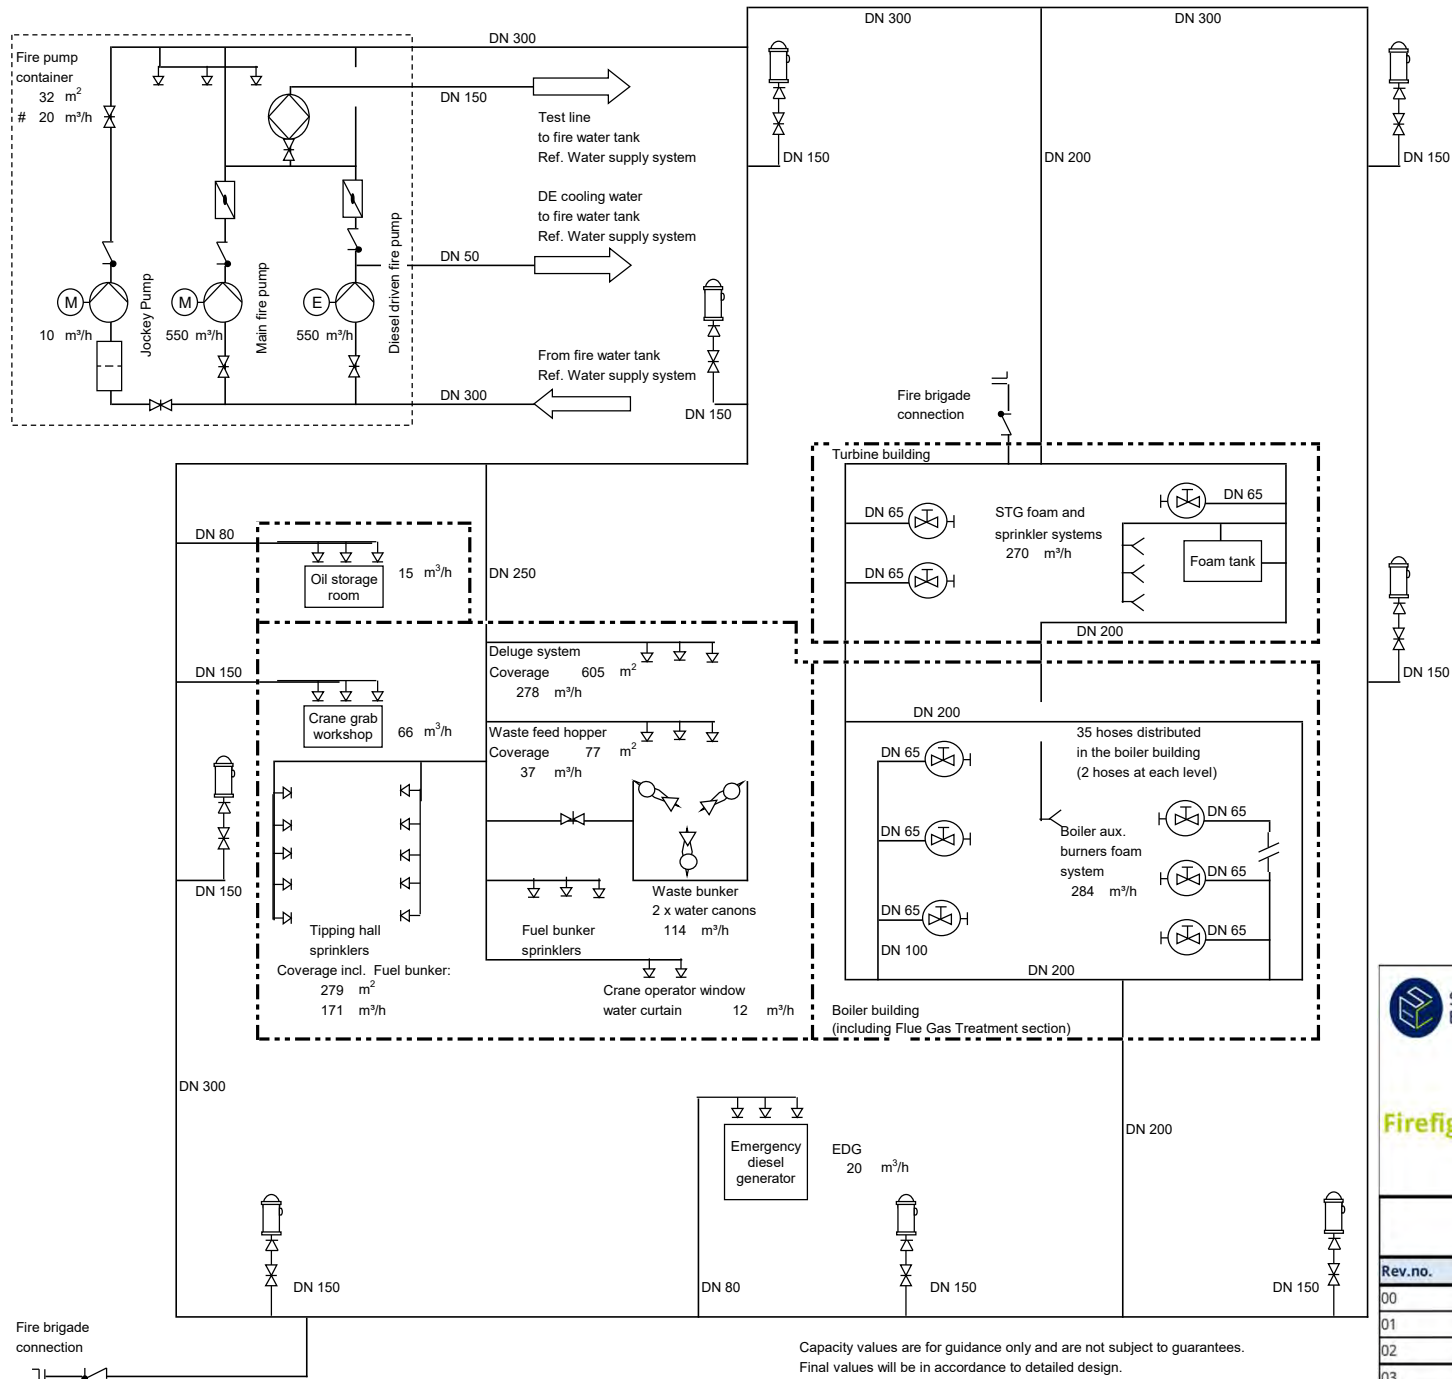 DN 300
DN 300
DN 300
Fire pump
container
32 m²
# 20 m³/h
DN 150
Test line
to fire water tank
Ref. Water supply system
DN 150
DN 200
DN 150
DE cooling water
to fire water tank
Ref. Water supply system
DN 50
M
M
E
Jockey Pump
Main fire pump
Diesel driven fire pump
10 m³/h
550 m³/h
550 m³/h
From fire water tank
Ref. Water supply system
DN 300
DN 150
Fire brigade
connection
Turbine building
DN 65
DN 65
STG foam and
sprinkler systems
270 m³/h
DN 65
DN 65
Foam tank
DN 200
DN 80
Oil storage
room
15 m³/h
DN 250
DN 150
DN 150
Crane grab
workshop
66 m³/h
Deluge system
Coverage 605 m²
278 m³/h
Waste feed hopper
Coverage 77 m²
37 m³/h
DN 200
35 hoses distributed
in the boiler building
(2 hoses at each level)
DN 65
DN 65
DN 65
DN 100
Boiler aux.
burners foam
system
284 m³/h
DN 65
DN 65
DN 65
DN 200
DN 150
Tipping hall
sprinklers
Coverage incl. Fuel bunker:
279 m²
171 m³/h
Fuel bunker
sprinklers
Waste bunker
2 x water canons
114 m³/h
Crane operator window
water curtain 12 m³/h
Boiler building
(including Flue Gas Treatment section)
DN 300
Emergency
diesel
generator
EDG
20 m³/h
DN 200
Firefig
DN 150
DN 80
DN 150
DN 150
Rev.no.
00
01
02
03
Fire brigade
connection
Capacity values are for guidance only and are not subject to guarantees.
Final values will be in accordance to detailed design.